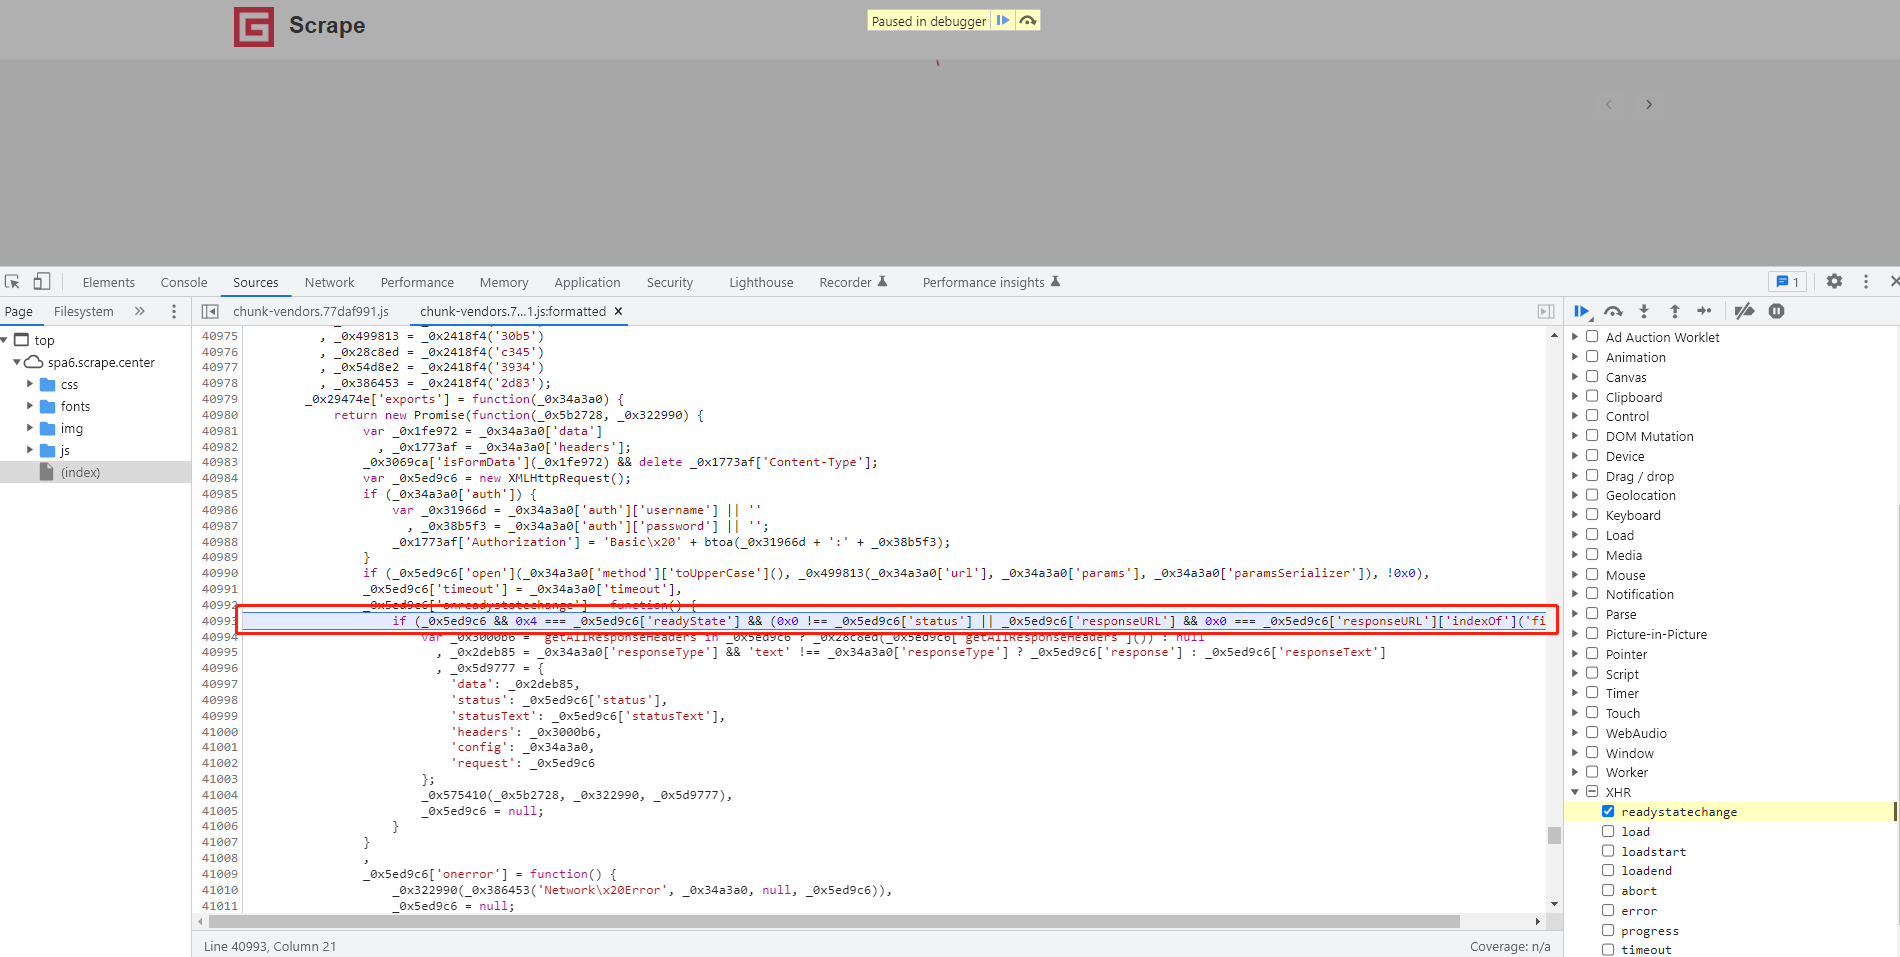 Scrape
Paused in debugger
Elements Console Sources Network Performance Memory Application Security Lighthouse Recorder Performance insights 1
Page Filesystem
chunk-vendors.77daf991.js chunk-vendors.7...1.js:formatted ×
top
spa6.scrape.center
css
fonts
img
js
(index)
40975 , _0x499813 = _0x2418f4('30b5')
40976 , _0x28c8ed = _0x2418f4('c345')
40977 , _0x54d8e2 = _0x2418f4('3934')
40978 , _0x386453 = _0x2418f4('2d83');
40979 _0x29474e['exports'] = function(_0x34a3a0) {
40980 return new Promise(function(_0x5b2728, _0x322990) {
40981 var _0x1fe972 = _0x34a3a0['data']
40982 , _0x1773af = _0x34a3a0['headers'];
40983 _0x3069ca['isFormData'](_0x1fe972) && delete _0x1773af['Content-Type'];
40984 var _0x5ed9c6 = new XMLHttpRequest();
40985 if (_0x34a3a0['auth']) {
40986 var _0x31966d = _0x34a3a0['auth']['username'] || ''
40987 , _0x38b5f3 = _0x34a3a0['auth']['password'] || '';
40988 _0x1773af['Authorization'] = 'Basic\x20' + btoa(_0x31966d + ':' + _0x38b5f3);
40989 }
40990 if (_0x5ed9c6['open'](_0x34a3a0['method']['toUpperCase'](), _0x499813(_0x34a3a0['url'], _0x34a3a0['params'], _0x34a3a0['paramsSerializer']), !0x0),
40991 _0x5ed9c6['timeout'] = _0x34a3a0['timeout'],
40992 _0x5ed9c6['onreadystatechange'] = function() {
40993 if (_0x5ed9c6 && 0x4 === _0x5ed9c6['readyState'] && (0x0 !== _0x5ed9c6['status'] || _0x5ed9c6['responseURL'] && 0x0 === _0x5ed9c6['responseURL']['indexOf']('fi
40994 var _0x3000b6 = 'getAllResponseHeaders'in _0x5ed9c6 ? _0x28c8ed(_0x5ed9c6['getAllResponseHeaders']()) : null
40995 , _0x2deb85 = _0x34a3a0['responseType'] && 'text' !== _0x34a3a0['responseType'] ? _0x5ed9c6['response'] : _0x5ed9c6['responseText']
40996 , _0x5d9777 = {
40997 'data': _0x2deb85,
40998 'status': _0x5ed9c6['status'],
40999 'statusText': _0x5ed9c6['statusText'],
41000 'headers': _0x3000b6,
41001 'config': _0x34a3a0,
41002 'request': _0x5ed9c6
41003 };
41004 _0x575410(_0x5b2728, _0x322990, _0x5d9777),
41005 _0x5ed9c6 = null;
41006 }
41007 }
41008 ,
41009 _0x5ed9c6['onerror'] = function() {
41010 _0x322990(_0x386453('Network\x20Error', _0x34a3a0, null, _0x5ed9c6)),
41011 _0x5ed9c6 = null;
Line 40993, Column 21
Coverage: n/a
Ad Auction Worklet
Animation
Canvas
Clipboard
Control
DOM Mutation
Device
Drag / drop
Geolocation
Keyboard
Load
Media
Mouse
Notification
Parse
Picture-in-Picture
Pointer
Script
Timer
Touch
WebAudio
Window
Worker
XHR
readystatechange
load
loadstart
loadend
abort
error
progress
timeout